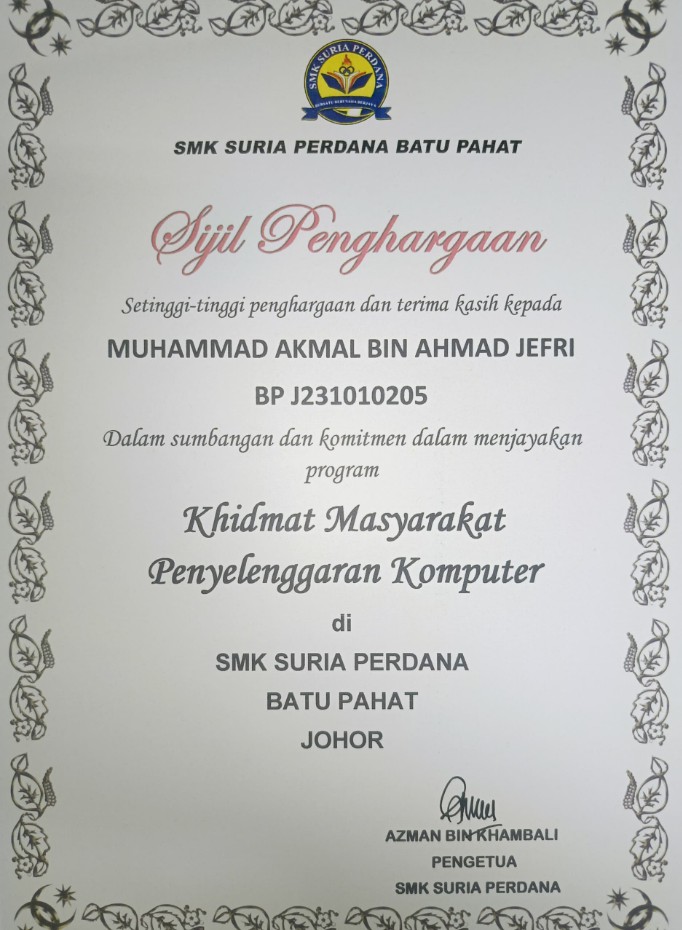 SMK SURIA PERDANA
BERSATU BERUSAHA BERJAYA
SMK SURIA PERDANA BATU PAHAT
Sijil Penghargaan
Setinggi-tinggi penghargaan dan terima kasih kepada
MUHAMMAD AKMAL BIN AHMAD JEFRI
BP J231010205
Dalam sumbangan dan komitmen dalam menjayakan
program
Khidmat Masyarakat
Penyelenggaran Komputer
di
SMK SURIA PERDANA
BATU PAHAT
JOHOR
AZMAN BIN KHAMBALI
PENGETUA
SMK SURIA PERDANA